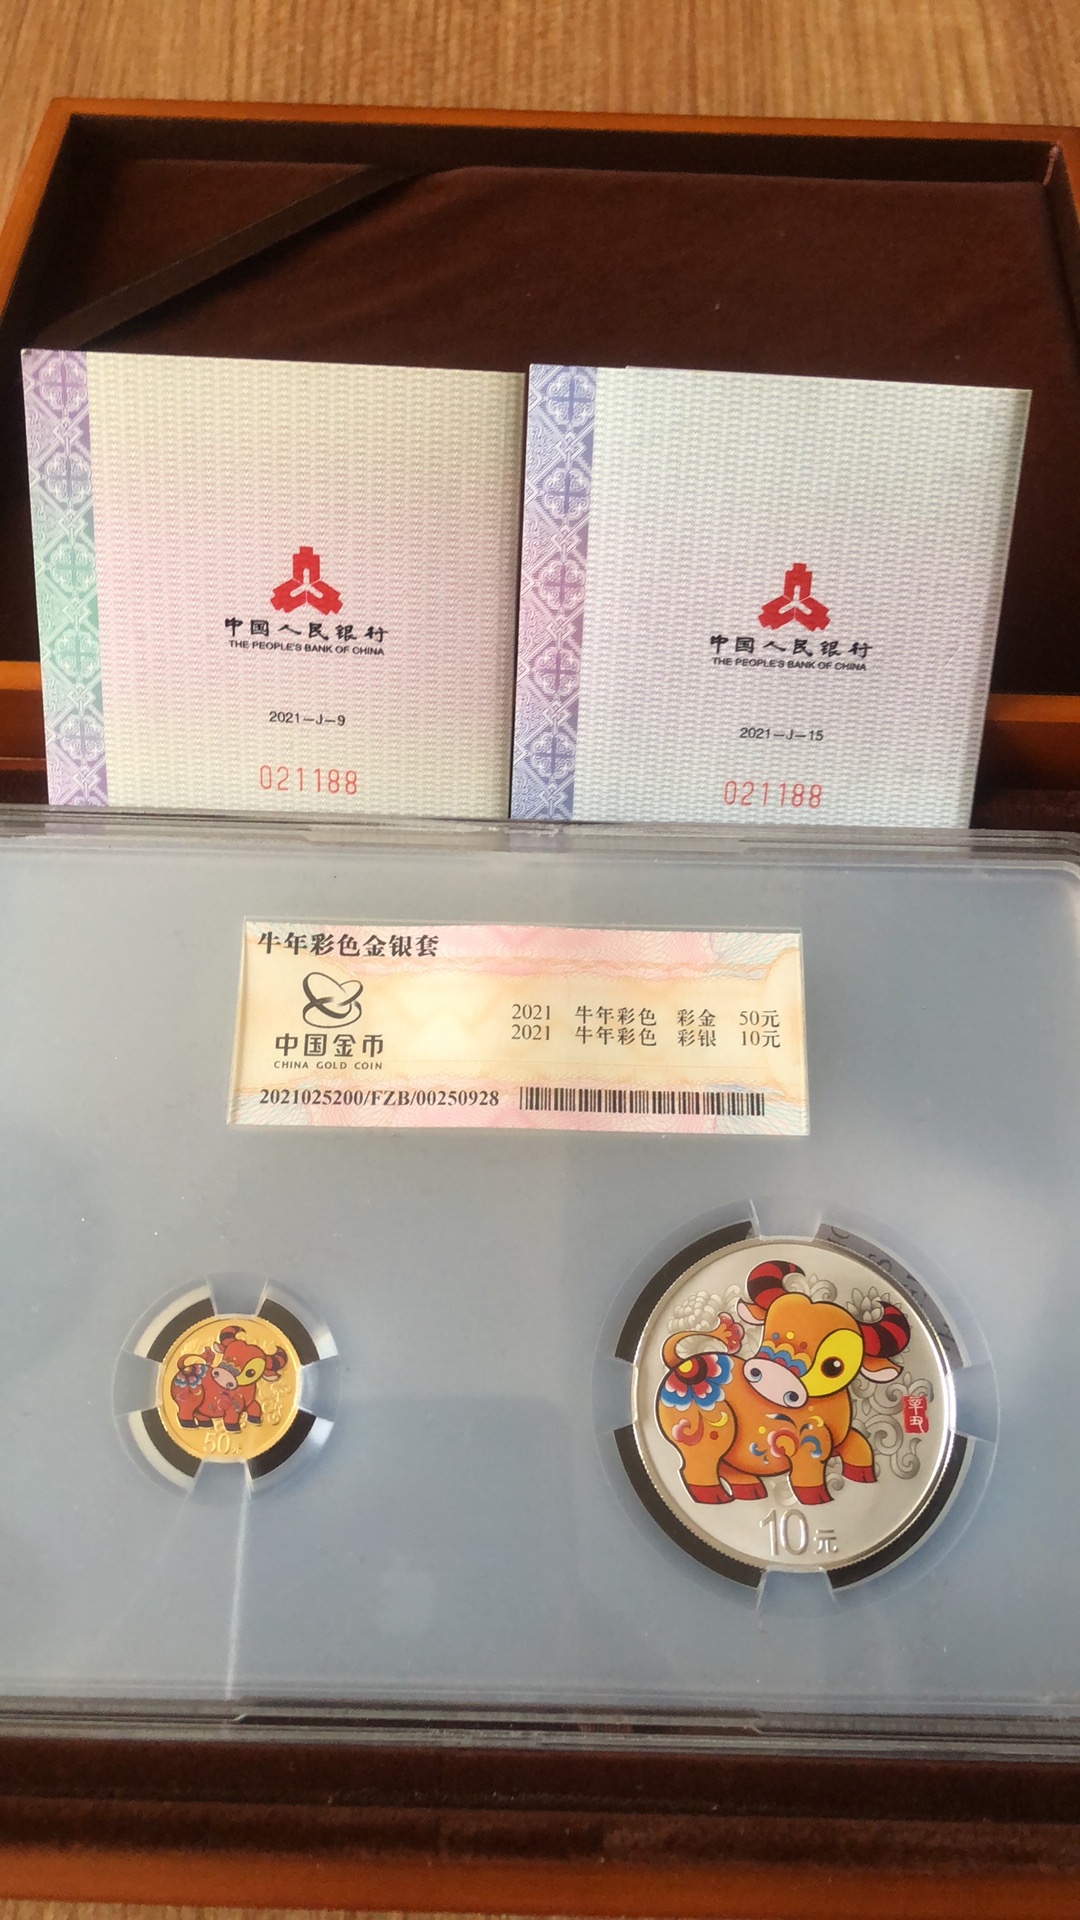 中国人民银行
THE PEOPLE'S BANK OF CHINA
2021-J-9
021188
中国人民银行
THE PEOPLE'S BANK OF CHINA
2021-J-15
021188
牛年彩色金银套
中国金币
CHINA GOLD COIN
2021 牛年彩色 彩金 50元
2021 牛年彩色 彩银 10元
2021025200/FZB/00250928
50元
辛丑
10元